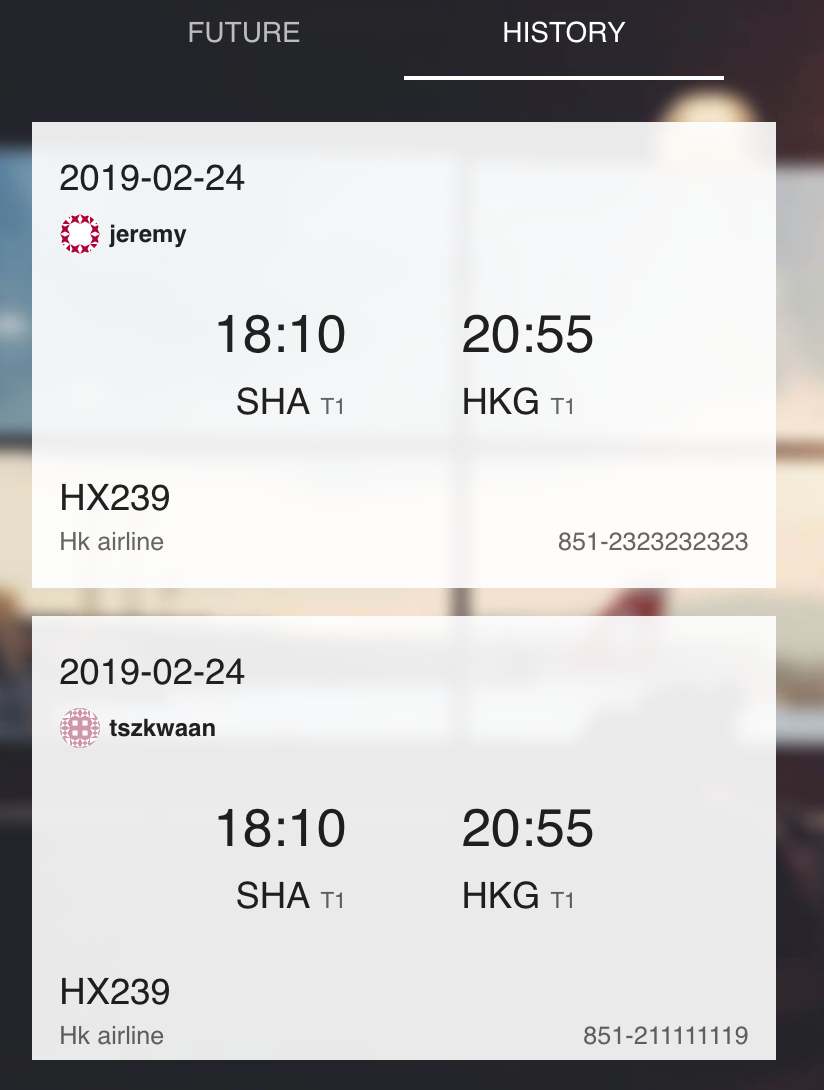 FUTURE HISTORY
2019-02-24
jeremy
18:10 20:55
SHA T1 HKG T1
HX239
Hk airline 851-2323232323
2019-02-24
tszkwaan
18:10 20:55
SHA T1 HKG T1
HX239
Hk airline 851-211111119